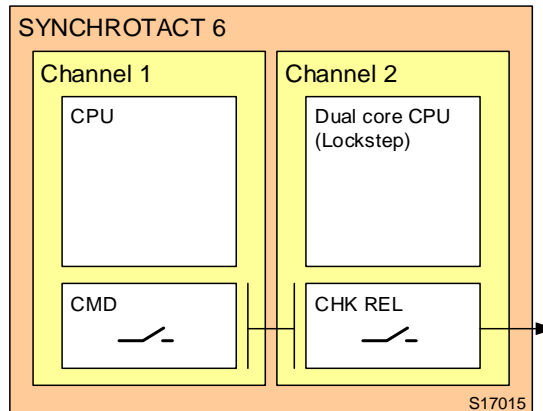 SYNCHROTACT 6
Channel 1
Channel 2
CPU
Dual core CPU
(Lockstep)
CMD
CHK REL
S17015